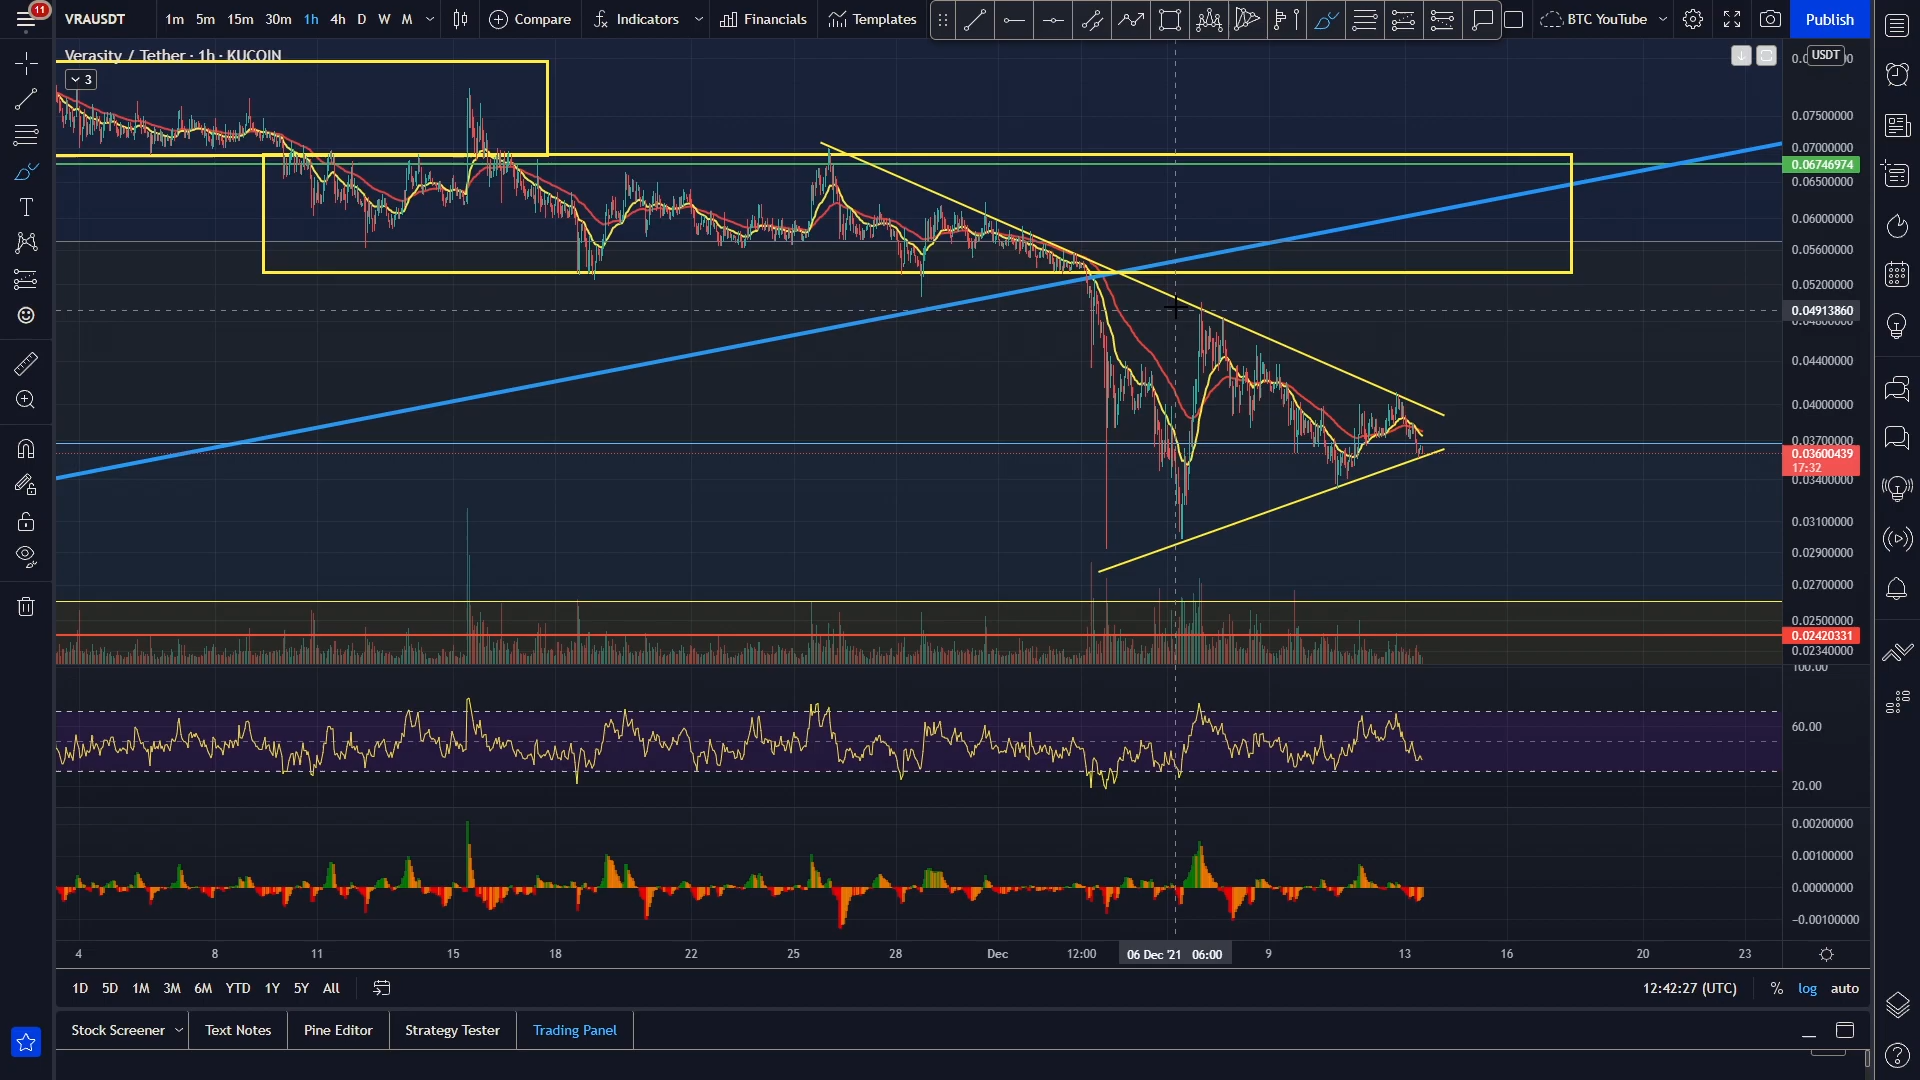 11
VRAUSDT
1m 5m 15m 30m 1h 4h D W M
Compare
Indicators
Financials
Templates
BTC YouTube
Publish
Verasity / Tether · 1h · KUCOIN
3
USDT
0.07500000
0.07000000
0.06746974
0.06500000
0.06000000
0.05600000
0.05200000
0.04913860
0.04400000
0.04000000
0.03700000
0.03600439
17:32
0.03400000
0.03100000
0.02900000
0.02700000
0.02500000
0.02420331
0.02340000
100.00
60.00
20.00
0.00200000
0.00100000
0.00000000
−0.00100000
4 8 11 15 18 22 25 28 Dec 12:00 06 Dec '21 06:00 9 13 16 20 23
1D 5D 1M 3M 6M YTD 1Y 5Y All
12:42:27 (UTC) % log auto
Stock Screener
Text Notes
Pine Editor
Strategy Tester
Trading Panel